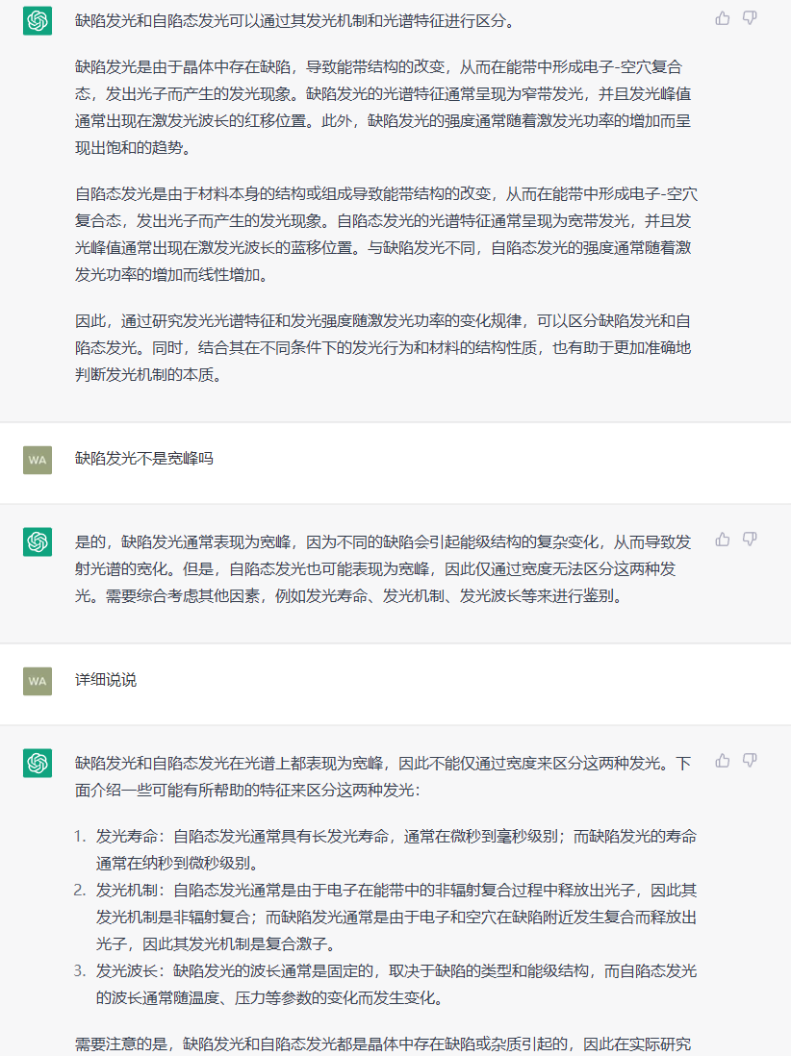 缺陷发光和自陷态发光可以通过其发光机制和光谱特征进行区分。
缺陷发光是由于晶体中存在缺陷，导致能带结构的改变，从而在能带中形成电子-空穴复合
态，发出光子而产生的发光现象。缺陷发光的光谱特征通常呈现为窄带发光，并且发光峰值
通常出现在激发光波长的红移位置。此外，缺陷发光的强度通常随着激发光功率的增加而呈
现出饱和的趋势。
自陷态发光是由于材料本身的结构或组成导致能带结构的改变，从而在能带中形成电子-空穴
复合态，发出光子而产生的发光现象。自陷态发光的光谱特征通常呈现为宽带发光，并且发
光峰值通常出现在激发光波长的蓝移位置。与缺陷发光不同，自陷态发光的强度通常随着激
发光功率的增加而线性增加。
因此，通过研究发光光谱特征和发光强度随激发光功率的变化规律，可以区分缺陷发光和自
陷态发光。同时，结合其在不同条件下的发光行为和材料的结构性质，也有助于更加准确地
判断发光机制的本质。
WA 缺陷发光不是宽峰吗
是的，缺陷发光通常表现为宽峰，因为不同的缺陷会引起能级结构的复杂变化，从而导致发
射光谱的宽化。但是，自陷态发光也可能表现为宽峰，因此仅通过宽度无法区分这两种发
光。需要综合考虑其他因素，例如发光寿命、发光机制、发光波长等来进行鉴别。
WA 详细说说
缺陷发光和自陷态发光在光谱上都表现为宽峰，因此不能仅通过宽度来区分这两种发光。下
面介绍一些可能有所帮助的特征来区分这两种发光：
1. 发光寿命：自陷态发光通常具有长发光寿命，通常在微秒到毫秒级别；而缺陷发光的寿命
通常在纳秒到微秒级别。
2. 发光机制：自陷态发光通常是由于电子在能带中的非辐射复合过程中释放出光子，因此其
发光机制是非辐射复合；而缺陷发光通常是由于电子和空穴在缺陷附近发生复合而释放出
光子，因此其发光机制是复合激子。
3. 发光波长：缺陷发光的波长通常是固定的，取决于缺陷的类型和能级结构，而自陷态发光
的波长通常随温度、压力等参数的变化而发生变化。
需要注意的是，缺陷发光和自陷态发光都是晶体中存在缺陷或杂质引起的，因此在实际研究